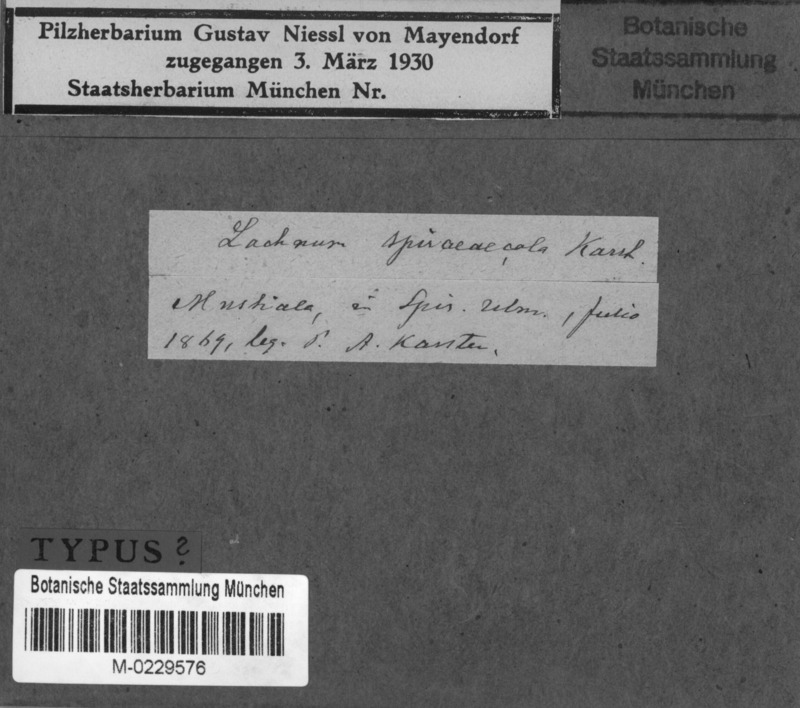 Pilzherbarium Gustav Niessl von Mayendorf
zugegangen 3. März 1930
Staatsherbarium München Nr.
Botanische
Staatssammlung
München
Lachnum spiraeaecola Karst.
Mustiala, in Spir. ulm., julio
1869, leg. P. A. Karsten.
TYPUS ?
Botanische Staatssammlung München
M-0229576